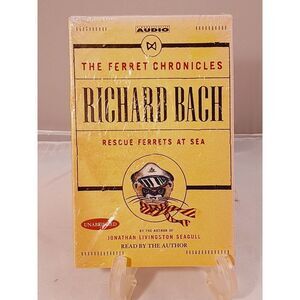 AUDIO
THE FERRET CHRONICLES
RICHARD BACH
RESCUE FERRETS AT SEA
UNABRIDGED
BY THE AUTHOR OF
JONATHAN LIVINGSTON SEAGULL
READ BY THE AUTHOR